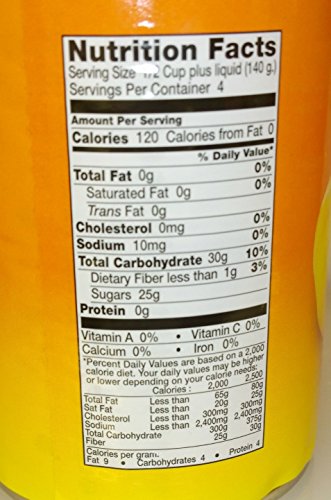 Nutrition Facts
Serving Size 1/2 Cup plus liquid (140 g.)
Servings Per Container 4
Amount Per Serving
Calories 120 Calories from Fat 0
% Daily Value*
Total Fat 0g 0%
Saturated Fat 0g 0%
Trans Fat 0g
Cholesterol 0mg 0%
Sodium 10mg 0%
Total Carbohydrate 30g 10%
Dietary Fiber less than 1g 3%
Sugars 25g
Protein 0g
Vitamin A 0% • Vitamin C 0%
Calcium 0% • Iron 0%
*Percent Daily Values are based on a 2,000
calorie diet. Your daily values may be higher
or lower depending on your calorie needs:
Calories : 2,000 2,500
Total Fat Less than 65g 80g
Sat Fat Less than 20g 25g
Cholesterol Less than 300mg 300mg
Sodium Less than 2,400mg 2,400mg
Total Carbohydrate 300g 375g
Fiber 25g 30g
Calories per gram:
Fat 9 • Carbohydrates 4 • Protein 4